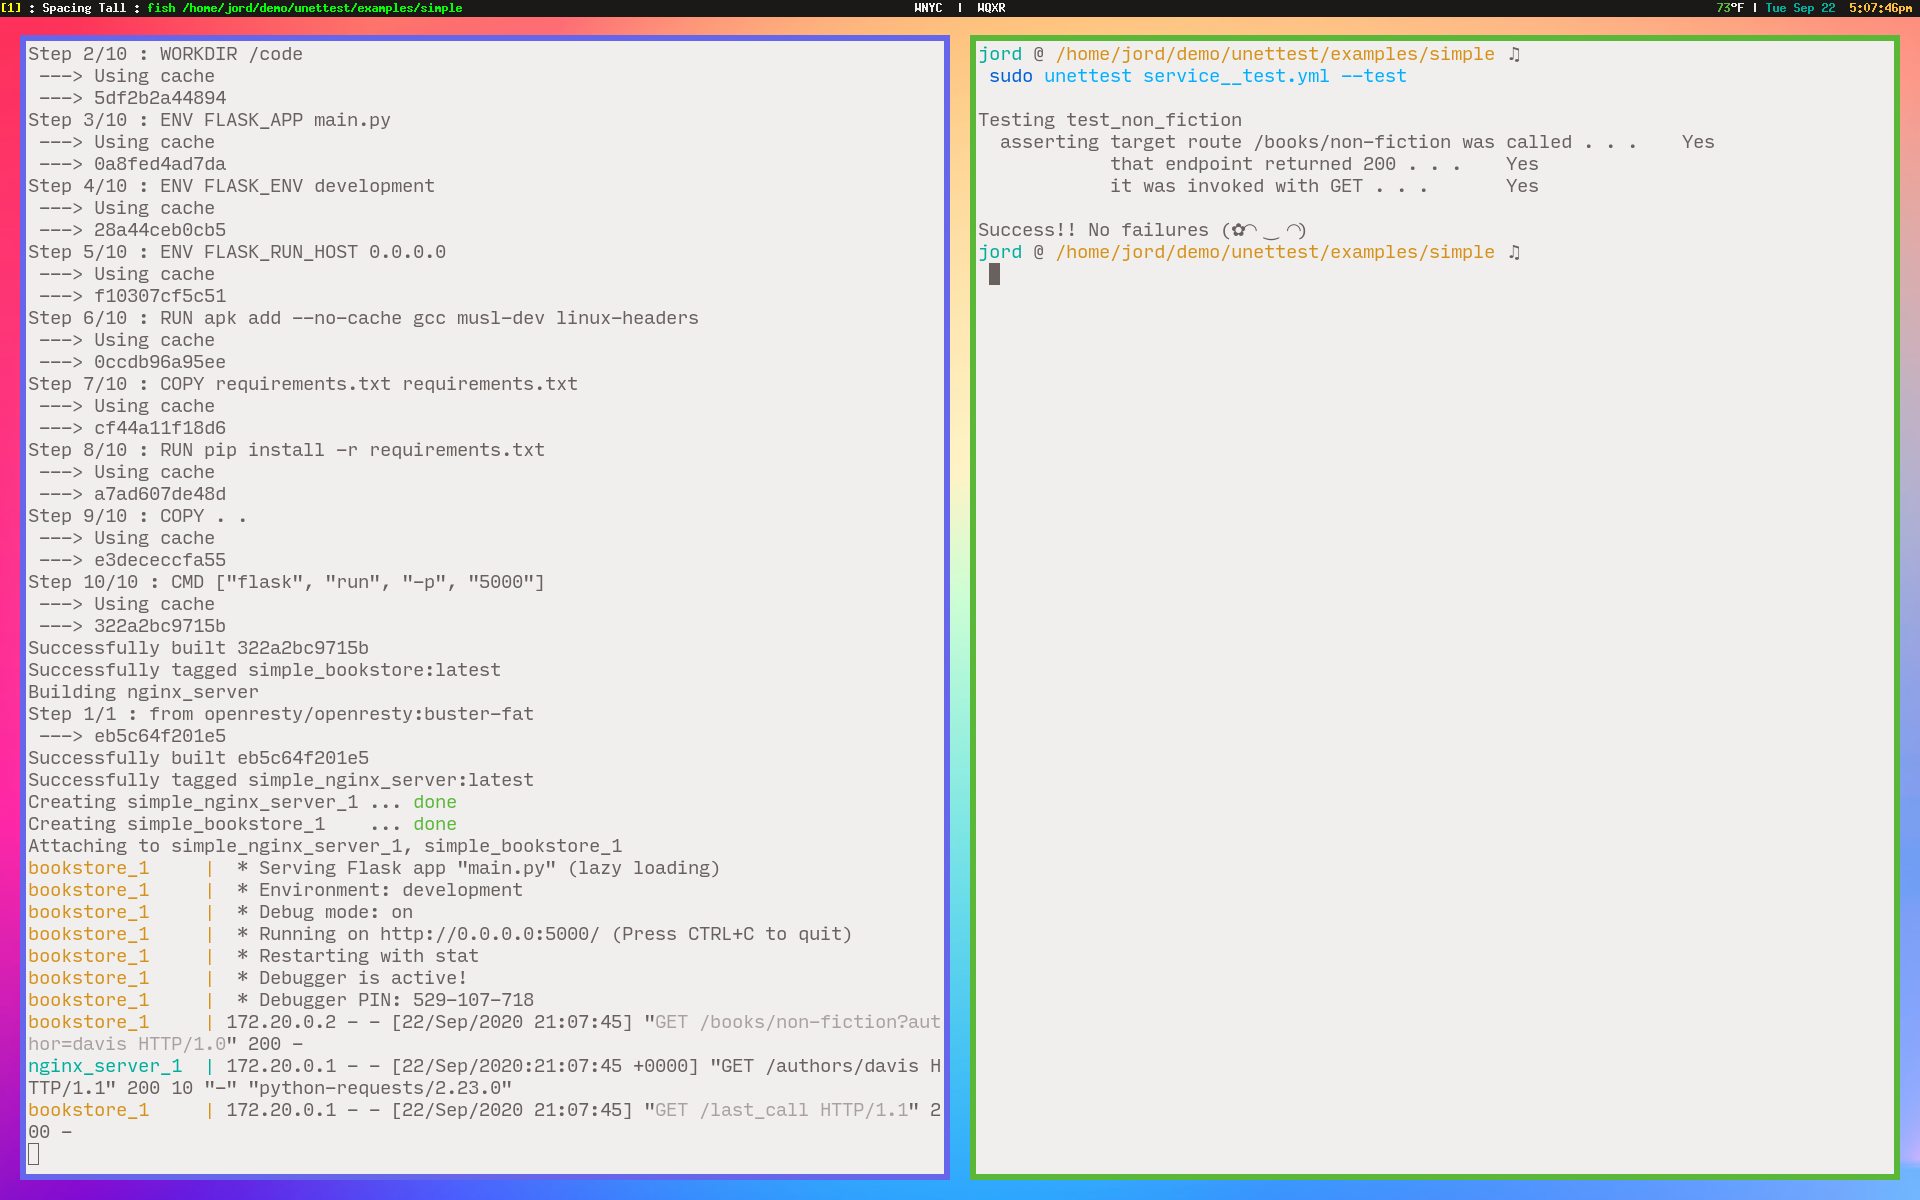 [1] : Spacing Tall : fish /home/jord/demo/unettest/examples/simple
WNYC | WQXR
73°F | Tue Sep 22 5:07:46pm
Step 2/10 : WORKDIR /code
 ---> Using cache
 ---> 5df2b2a44894
Step 3/10 : ENV FLASK_APP main.py
 ---> Using cache
 ---> 0a8fed4ad7da
Step 4/10 : ENV FLASK_ENV development
 ---> Using cache
 ---> 28a44ceb0cb5
Step 5/10 : ENV FLASK_RUN_HOST 0.0.0.0
 ---> Using cache
 ---> f10307cf5c51
Step 6/10 : RUN apk add --no-cache gcc musl-dev linux-headers
 ---> Using cache
 ---> 0ccdb96a95ee
Step 7/10 : COPY requirements.txt requirements.txt
 ---> Using cache
 ---> cf44a11f18d6
Step 8/10 : RUN pip install -r requirements.txt
 ---> Using cache
 ---> a7ad607de48d
Step 9/10 : COPY . .
 ---> Using cache
 ---> e3dececcfa55
Step 10/10 : CMD ["flask", "run", "-p", "5000"]
 ---> Using cache
 ---> 322a2bc9715b
Successfully built 322a2bc9715b
Successfully tagged simple_bookstore:latest
Building nginx_server
Step 1/1 : from openresty/openresty:buster-fat
 ---> eb5c64f201e5
Successfully built eb5c64f201e5
Successfully tagged simple_nginx_server:latest
Creating simple_nginx_server_1 ... done
Creating simple_bookstore_1    ... done
Attaching to simple_nginx_server_1, simple_bookstore_1
bookstore_1     |  * Serving Flask app "main.py" (lazy loading)
bookstore_1     |  * Environment: development
bookstore_1     |  * Debug mode: on
bookstore_1     |  * Running on http://0.0.0.0:5000/ (Press CTRL+C to quit)
bookstore_1     |  * Restarting with stat
bookstore_1     |  * Debugger is active!
bookstore_1     |  * Debugger PIN: 529-107-718
bookstore_1     | 172.20.0.2 - - [22/Sep/2020 21:07:45] "GET /books/non-fiction?aut
hor=davis HTTP/1.0" 200 -
nginx_server_1  | 172.20.0.1 - - [22/Sep/2020:21:07:45 +0000] "GET /authors/davis H
TTP/1.1" 200 10 "-" "python-requests/2.23.0"
bookstore_1     | 172.20.0.1 - - [22/Sep/2020 21:07:45] "GET /last_call HTTP/1.1" 2
00 -
jord @ /home/jord/demo/unettest/examples/simple ♫
 sudo unettest service__test.yml --test
Testing test_non_fiction
  asserting target route /books/non-fiction was called . . .    Yes
            that endpoint returned 200 . . .    Yes
            it was invoked with GET . . .       Yes
Success!! No failures (✿◠ ‿ ◠)
jord @ /home/jord/demo/unettest/examples/simple ♫